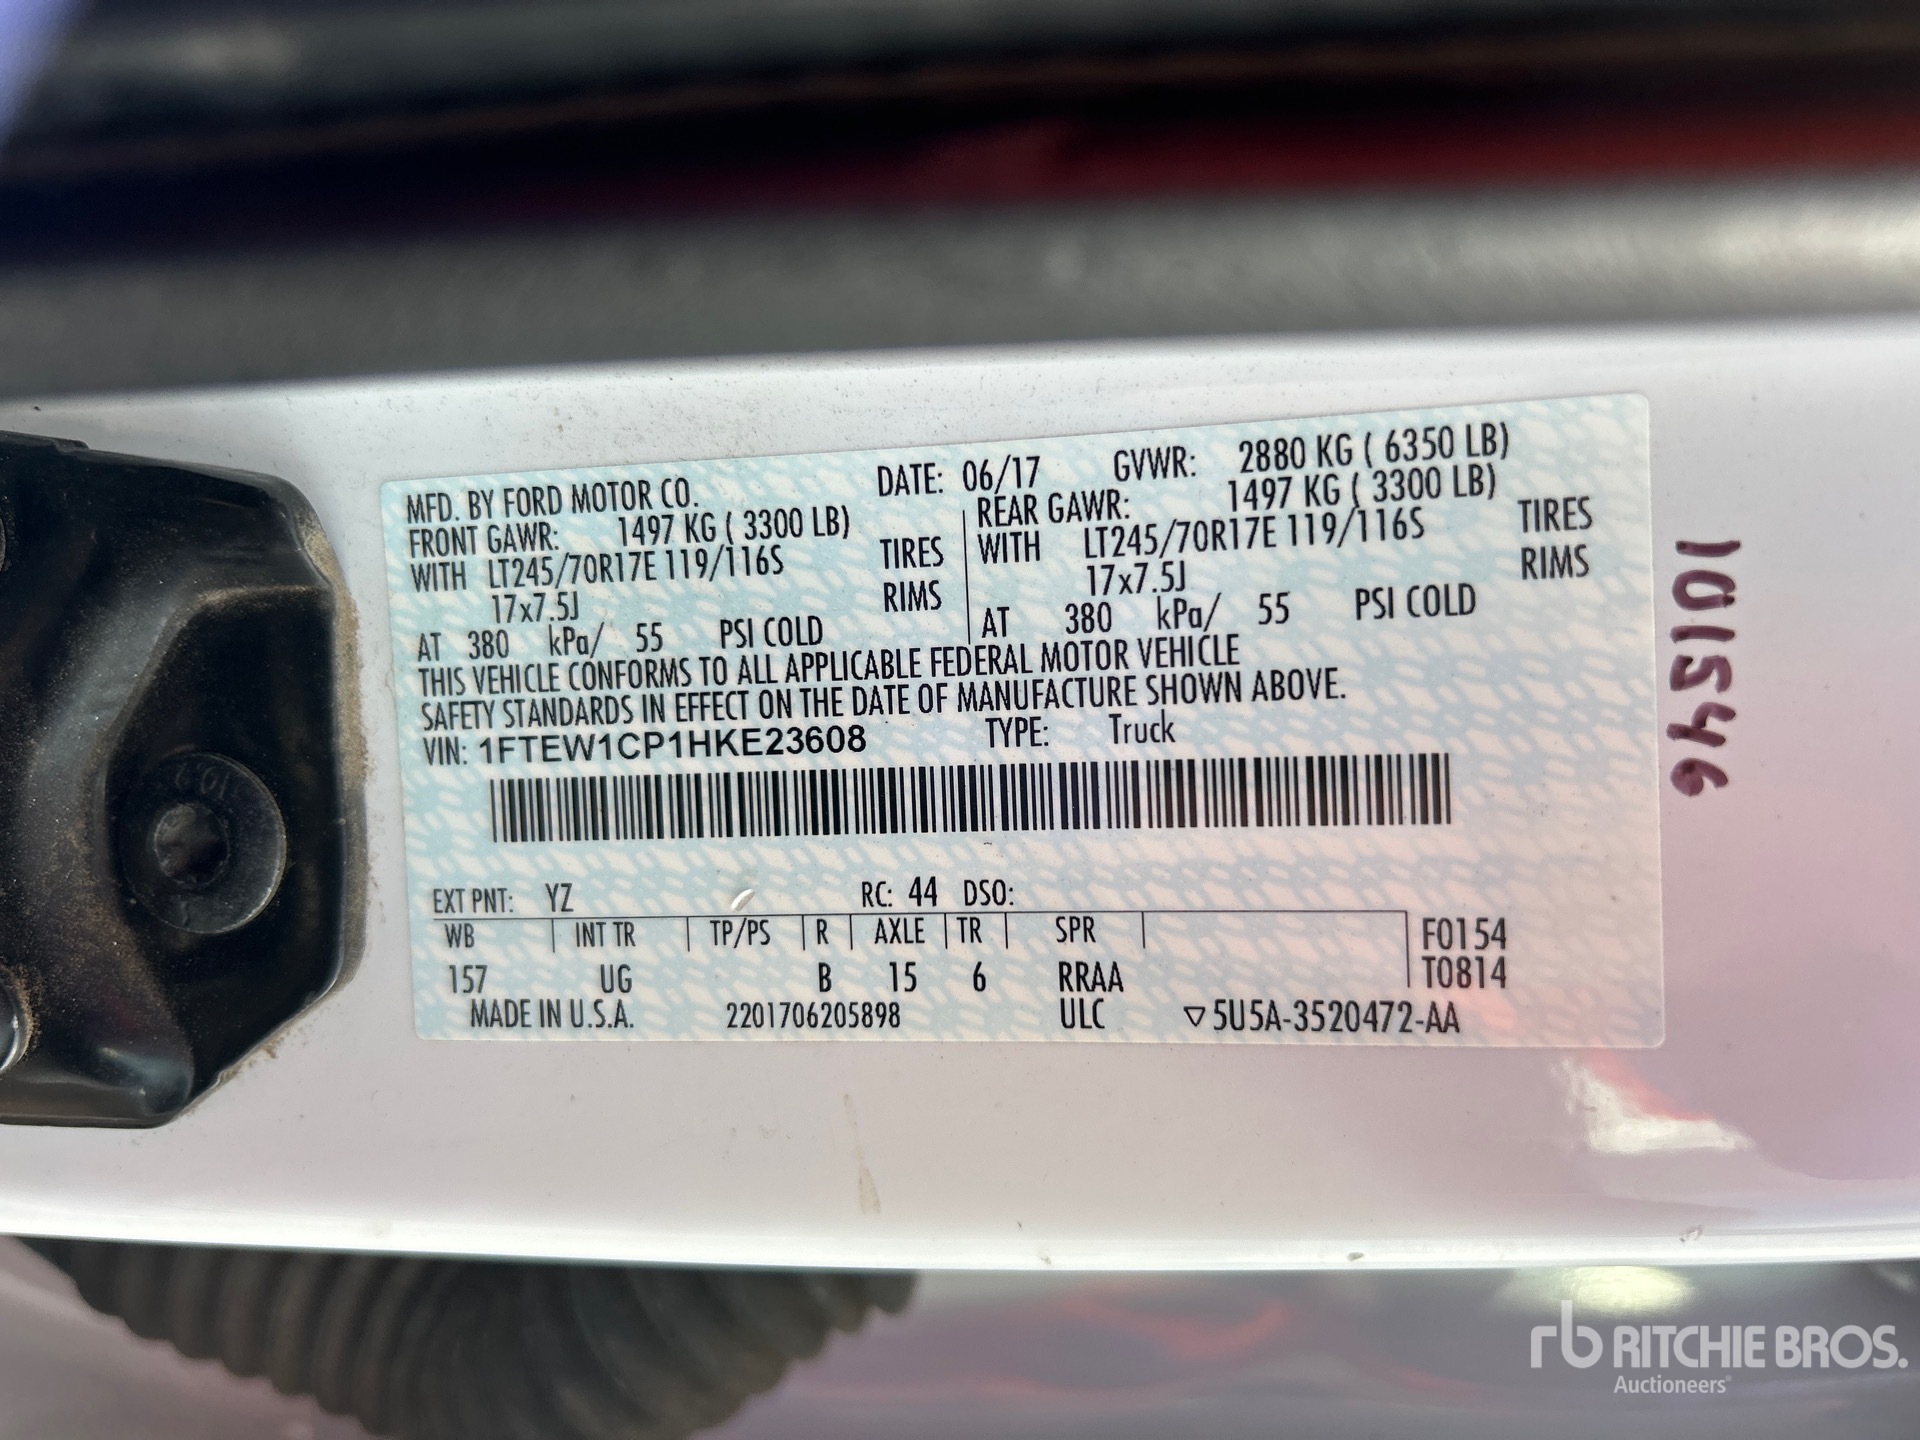 MFD. BY FORD MOTOR CO. DATE: 06/17 GVWR: 2880 KG ( 6350 LB)
FRONT GAWR: 1497 KG ( 3300 LB) REAR GAWR: 1497 KG ( 3300 LB)
WITH LT245/70R17E 119/116S TIRES WITH LT245/70R17E 119/116S TIRES
17x7.5J RIMS 17x7.5J RIMS
AT 380 kPa/ 55 PSI COLD AT 380 kPa/ 55 PSI COLD
THIS VEHICLE CONFORMS TO ALL APPLICABLE FEDERAL MOTOR VEHICLE
SAFETY STANDARDS IN EFFECT ON THE DATE OF MANUFACTURE SHOWN ABOVE.
VIN: 1FTEW1CP1HKE23608 TYPE: Truck
EXT PNT: YZ RC: 44 DSO:
WB INT TR TP/PS R AXLE TR SPR F0154
157 UG B 15 6 RRAA T0814
MADE IN U.S.A. 2201706205898 ULC ▽5U5A-3520472-AA
1011546
rb RITCHIE BROS.
Auctioneers